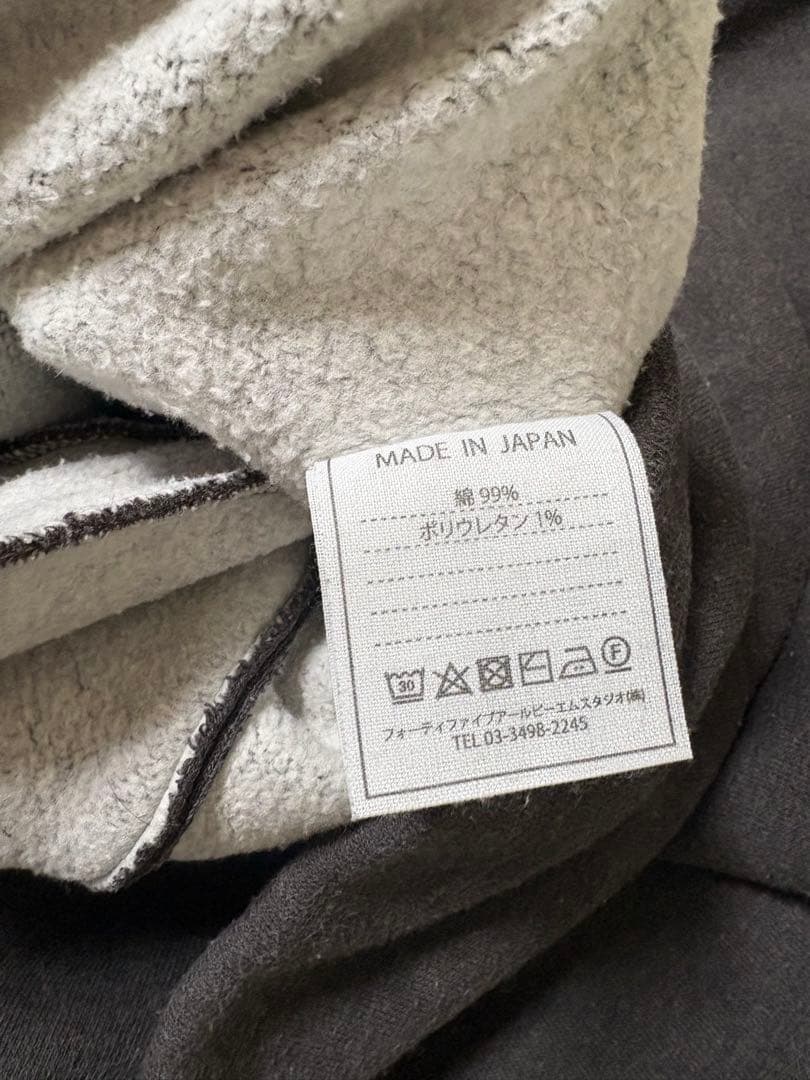 MADE IN JAPAN
綿 99%
ポリウレタン 1%
30 F
フォーティファイブアールピーエムスタジオ(株)
TEL 03-3498-2245